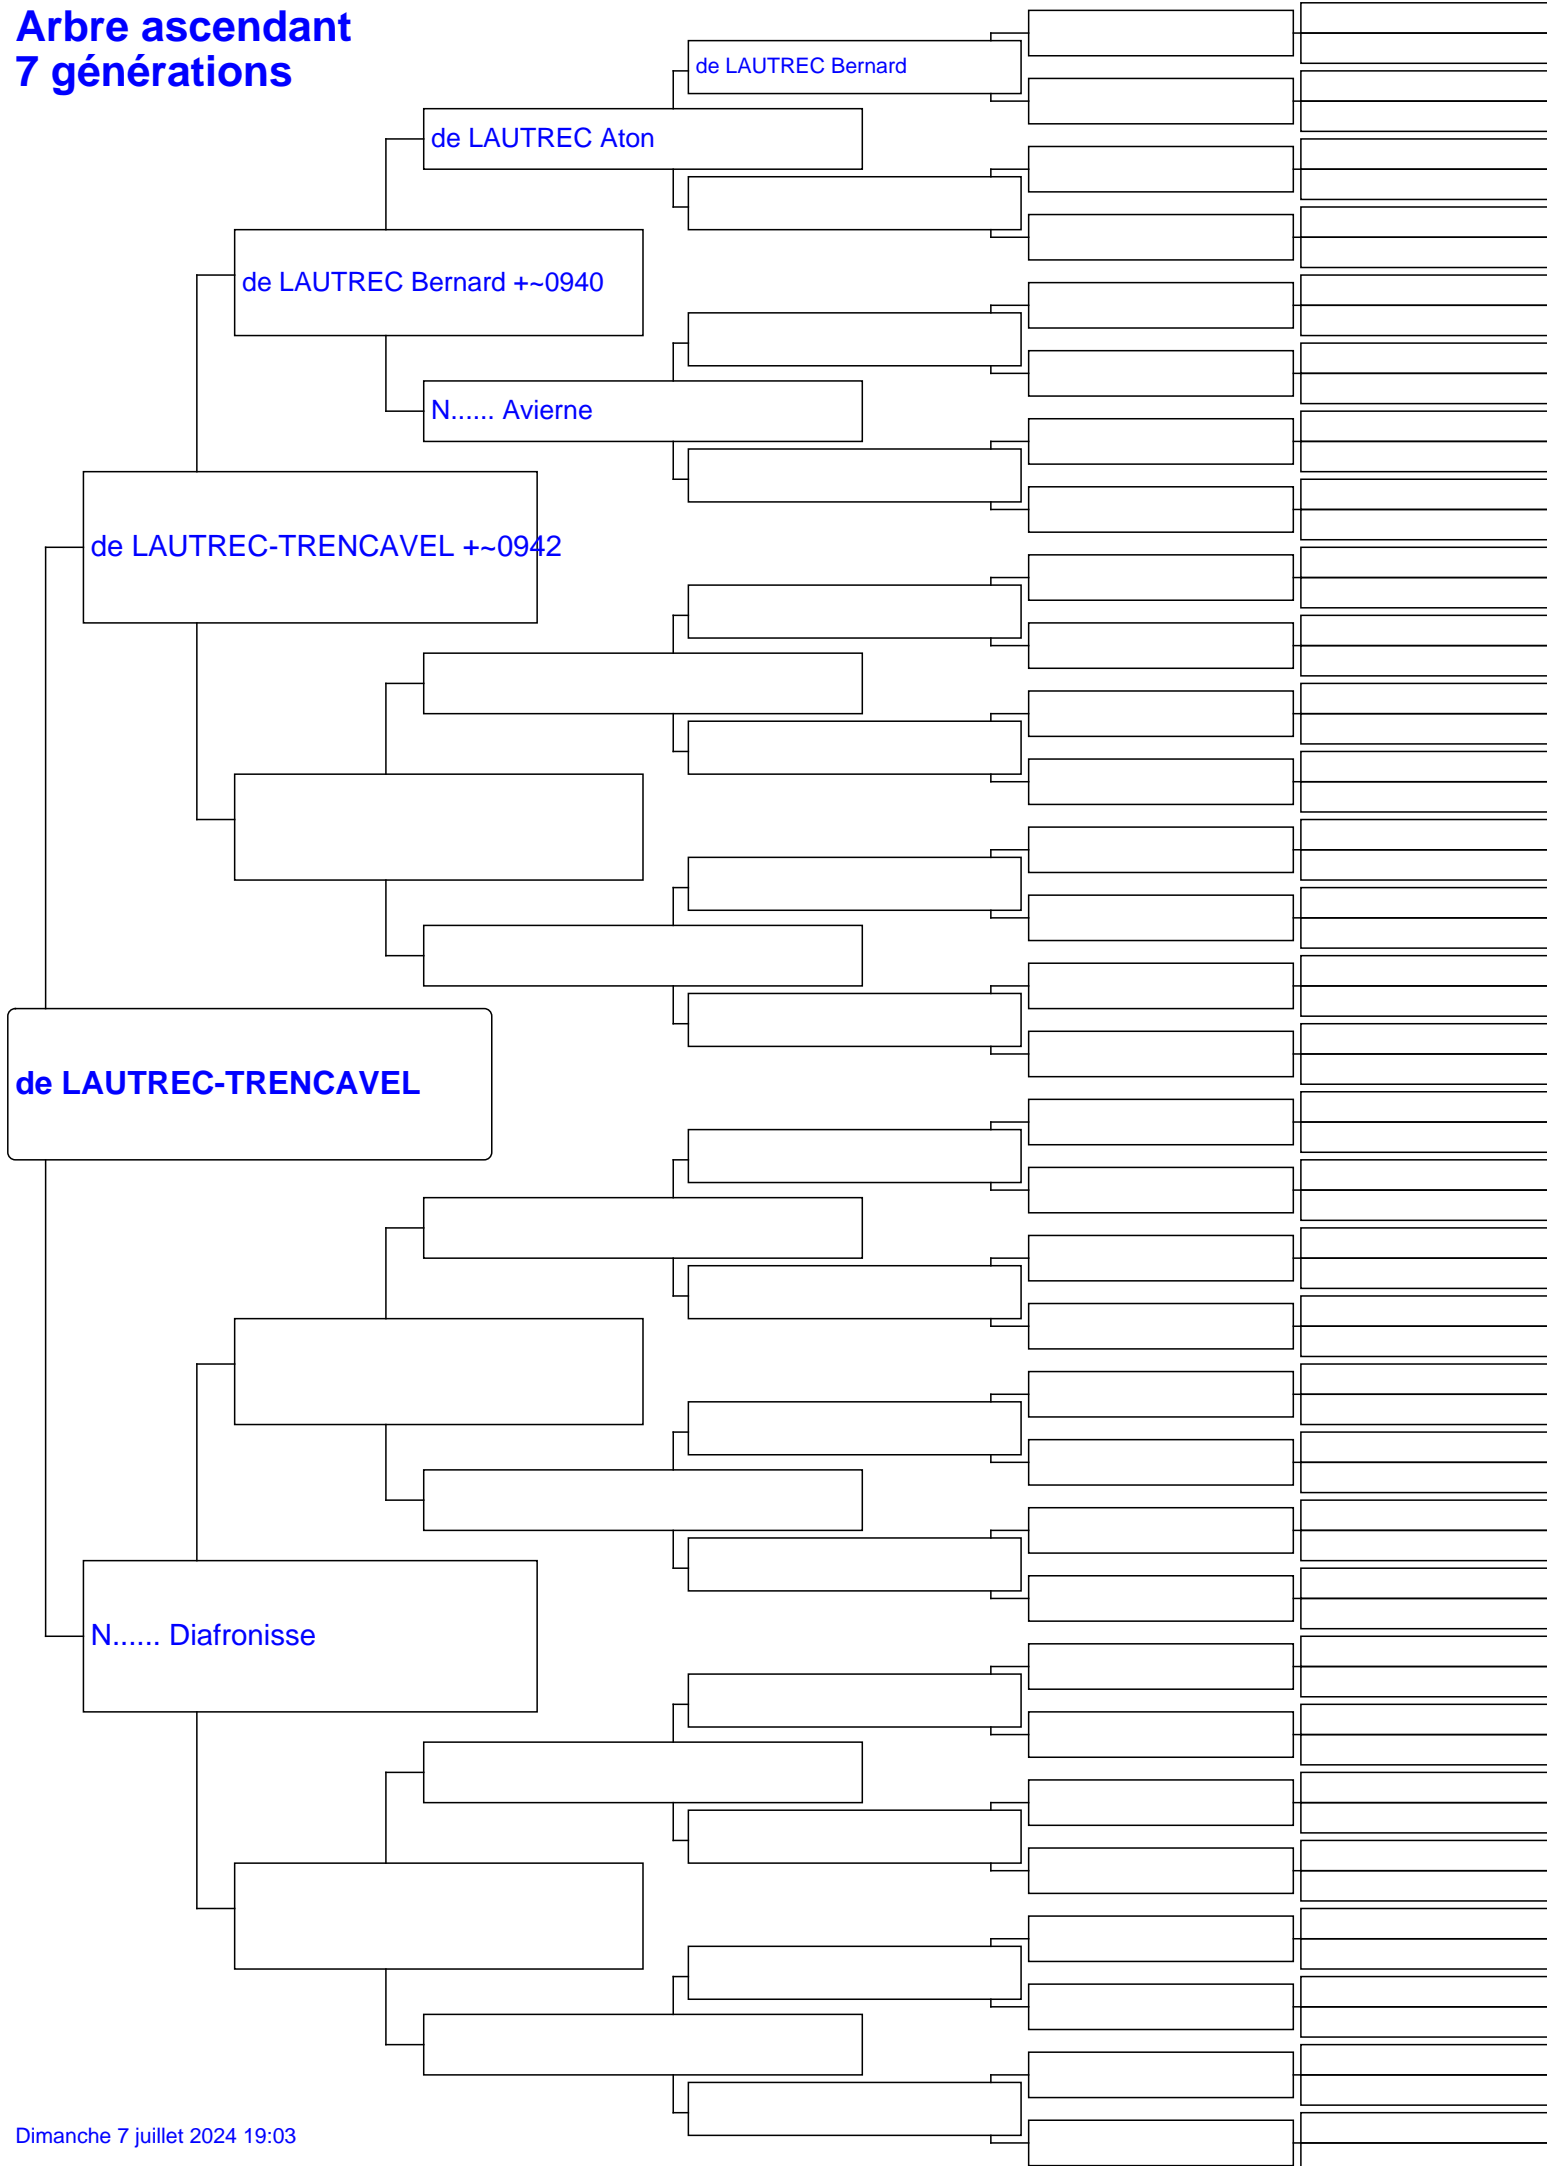 Arbre ascendant
7 générations
de LAUTREC Bernard
de LAUTREC Aton
de LAUTREC Bernard +~0940
N...... Avierne
de LAUTREC-TRENCAVEL +~0942
de LAUTREC-TRENCAVEL
N...... Diafronisse
Dimanche 7 juillet 2024 19:03